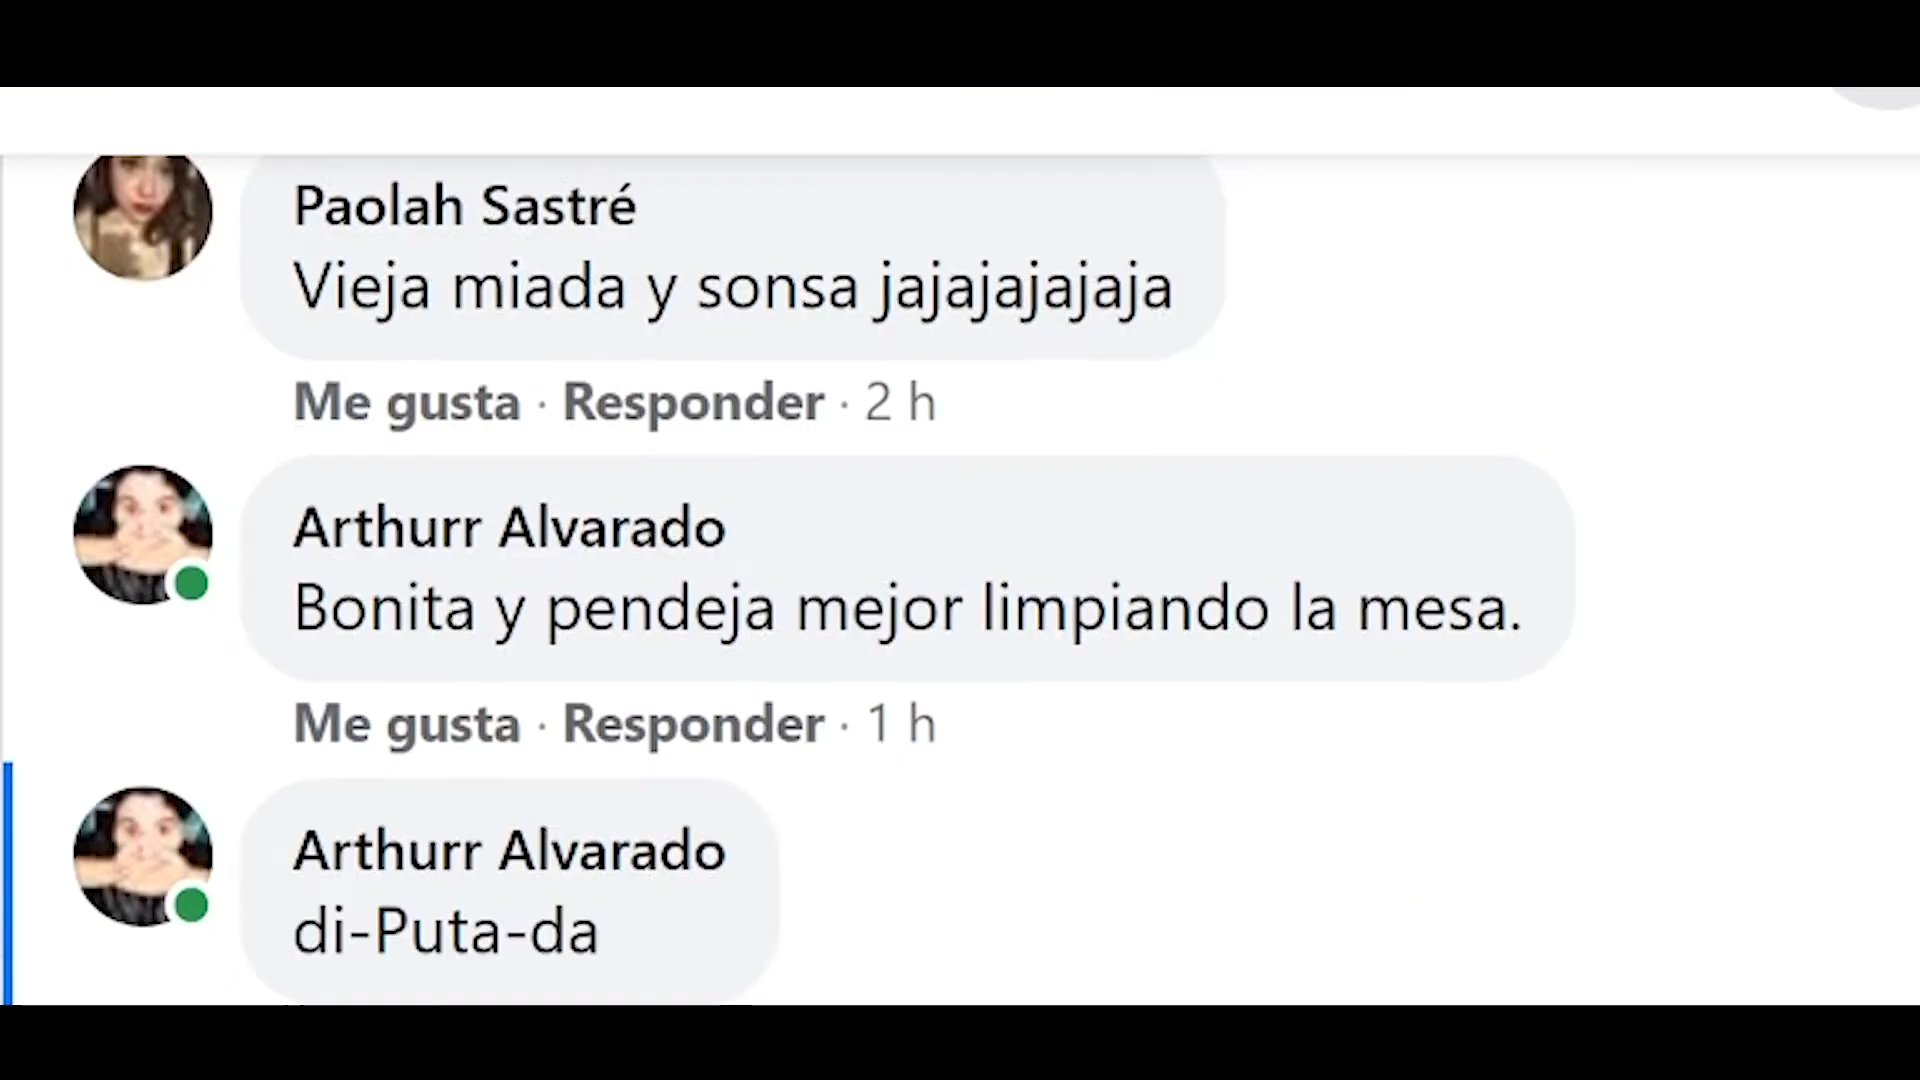 Paolah Sastré
Vieja miada y sonsa jajajajajaja
Me gusta · Responder · 2 h
Arthurr Alvarado
Bonita y pendeja mejor limpiando la mesa.
Me gusta · Responder · 1 h
Arthurr Alvarado
di-Puta-da